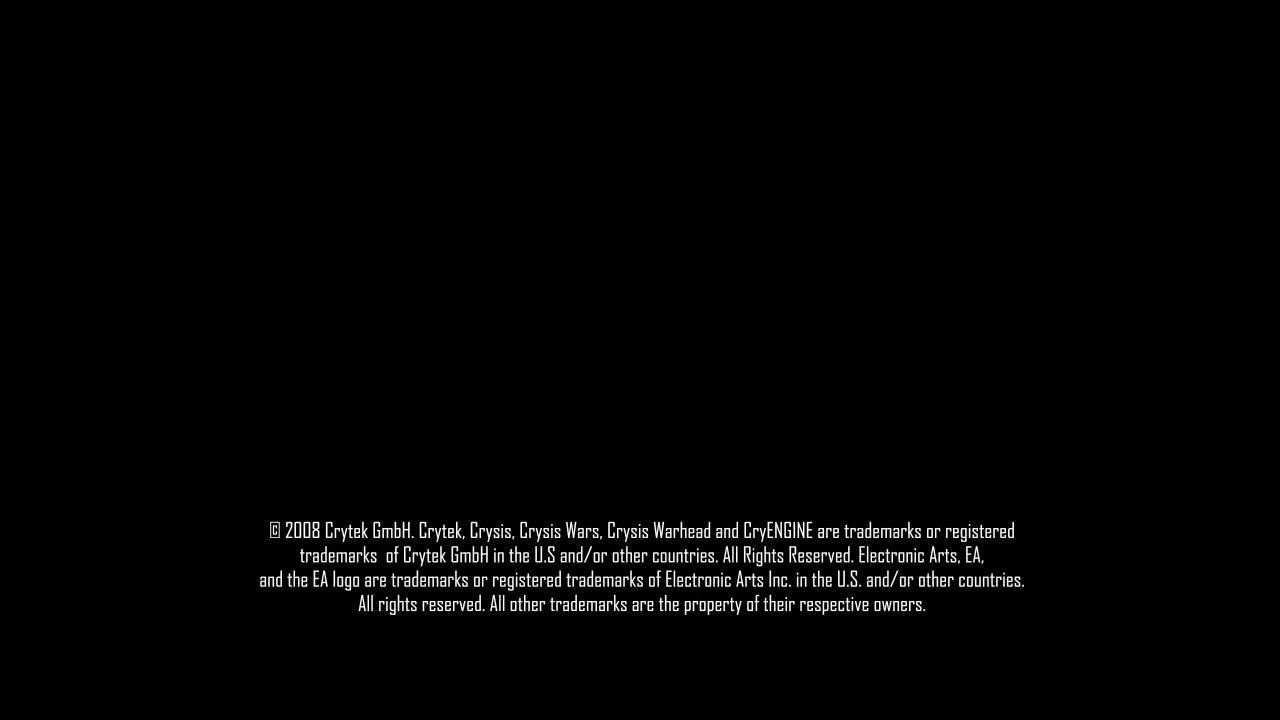 © 2008 Crytek GmbH. Crytek, Crysis, Crysis Wars, Crysis Warhead and CryENGINE are trademarks or registered
trademarks  of Crytek GmbH in the U.S and/or other countries. All Rights Reserved. Electronic Arts, EA,
and the EA logo are trademarks or registered trademarks of Electronic Arts Inc. in the U.S. and/or other countries.
All rights reserved. All other trademarks are the property of their respective owners.